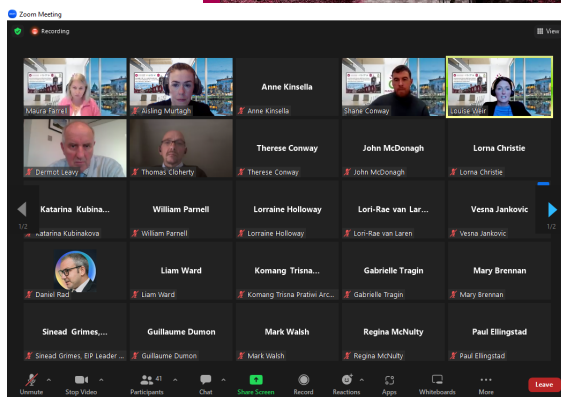 Zoom Meeting
Recording
View
Maura Farrell
Aisling Murtagh
Anne Kinsella
Anne Kinsella
Shane Conway
Louise Weir
Dermot Leavy
Thomas Cloherty
Therese Conway
Therese Conway
John McDonagh
John McDonagh
Lorna Christie
Lorna Christie
Katarina Kubina...
Katarina Kubinakova
William Parnell
William Parnell
Lorraine Holloway
Lorraine Holloway
Lori-Rae van Lar...
Lori-Rae van Laren
Vesna Jankovic
Vesna Jankovic
1/2
1/2
Daniel Rad
Liam Ward
Liam Ward
Komang Trisna...
Komang Trisna Pratiwi Arc...
Gabrielle Tragin
Gabrielle Tragin
Mary Brennan
Mary Brennan
Sinead Grimes,...
Sinead Grimes, EIP Leader ...
Guillaume Dumon
Guillaume Dumon
Mark Walsh
Mark Walsh
Regina McNulty
Regina McNulty
Paul Ellingstad
Paul Ellingstad
Unmute
Stop Video
41
Participants
Chat
Share Screen
Record
Reactions
Apps
Whiteboards
More
Leave